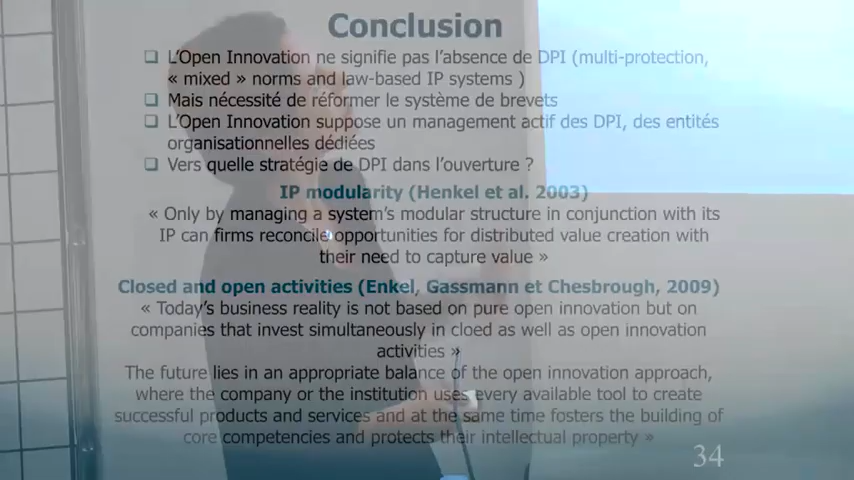 Conclusion
❑ L'Open Innovation ne signifie pas l'absence de DPI (multi-protection,
« mixed » norms and law-based IP systems )
❑ Mais nécessité de réformer le système de brevets
❑ L'Open Innovation suppose un management actif des DPI, des entités
organisationnelles dédiées
❑ Vers quelle stratégie de DPI dans l'ouverture ?
IP modularity (Henkel et al. 2003)
« Only by managing a system's modular structure in conjunction with its
IP can firms reconcile opportunities for distributed value creation with
their need to capture value »
Closed and open activities (Enkel, Gassmann et Chesbrough, 2009)
« Today's business reality is not based on pure open innovation but on
companies that invest simultaneously in cloed as well as open innovation
activities »
The future lies in an appropriate balance of the open innovation approach,
where the company or the institution uses every available tool to create
successful products and services and at the same time fosters the building of
core competencies and protects their intellectual property »
34